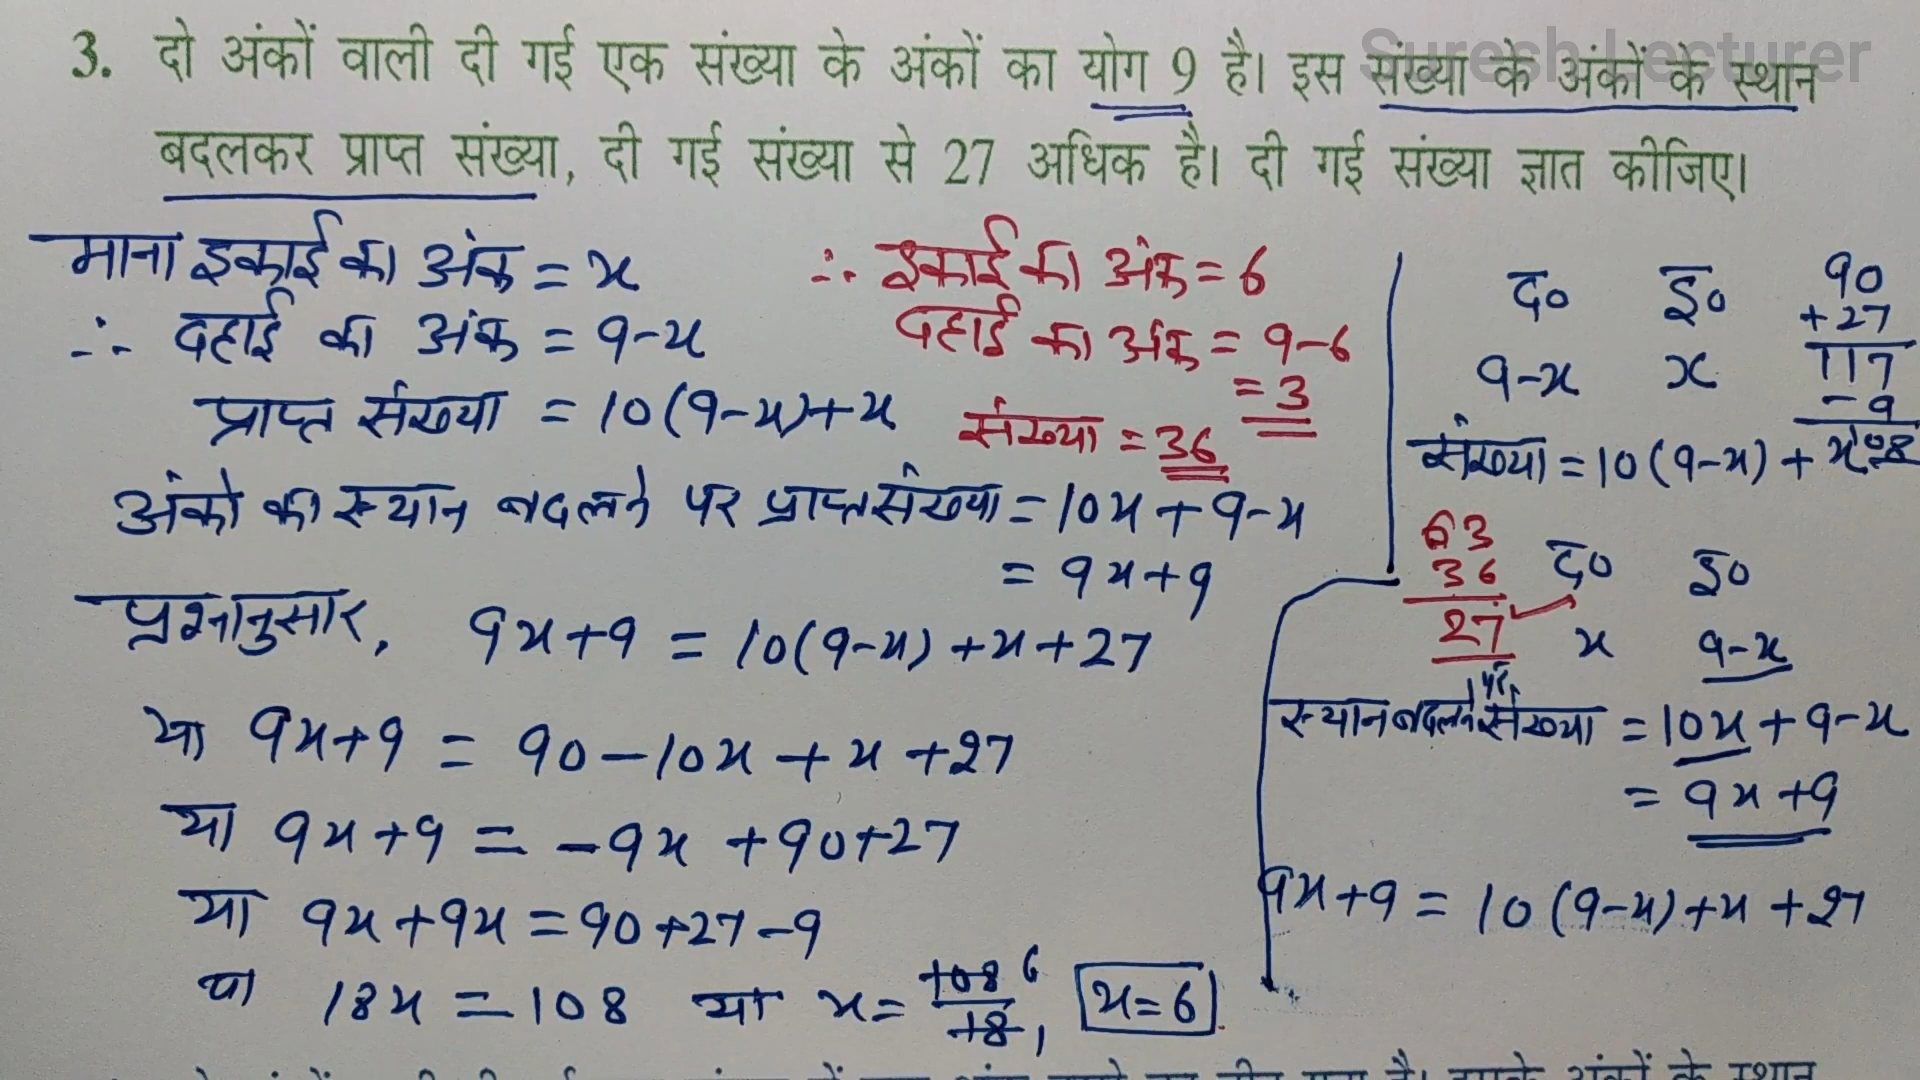 Suresh Lecturer
3. दो अंकों वाली दी गई एक संख्या के अंकों का योग 9 है। इस संख्या के अंकों के स्थान
बदलकर प्राप्त संख्या, दी गई संख्या से 27 अधिक है। दी गई संख्या ज्ञात कीजिए।
माना इकाई का अंक = x
∴ दहाई का अंक = 9-x
प्राप्त संख्या = 10(9-x)+x
∴ इकाई का अंक = 6
दहाई का अंक = 9-6
= 3
संख्या = 36
अंको की स्थान बदलने पर प्राप्त संख्या = 10x + 9-x
= 9x+9
प्रश्नानुसार, 9x+9 = 10(9-x)+x+27
या 9x+9 = 90-10x+x+27
या 9x+9 = -9x+90+27
या 9x+9x = 90+27-9
या 18x = 108 या x = 108/18 6 1 x=6
द० इ०
9-x x
90
+27
117
-9
108
संख्या = 10(9-x)+x
63
36
27
द० इ०
x 9-x
स्थान बदलने पर संख्या = 10x+9-x
= 9x+9
9x+9 = 10(9-x)+x+27